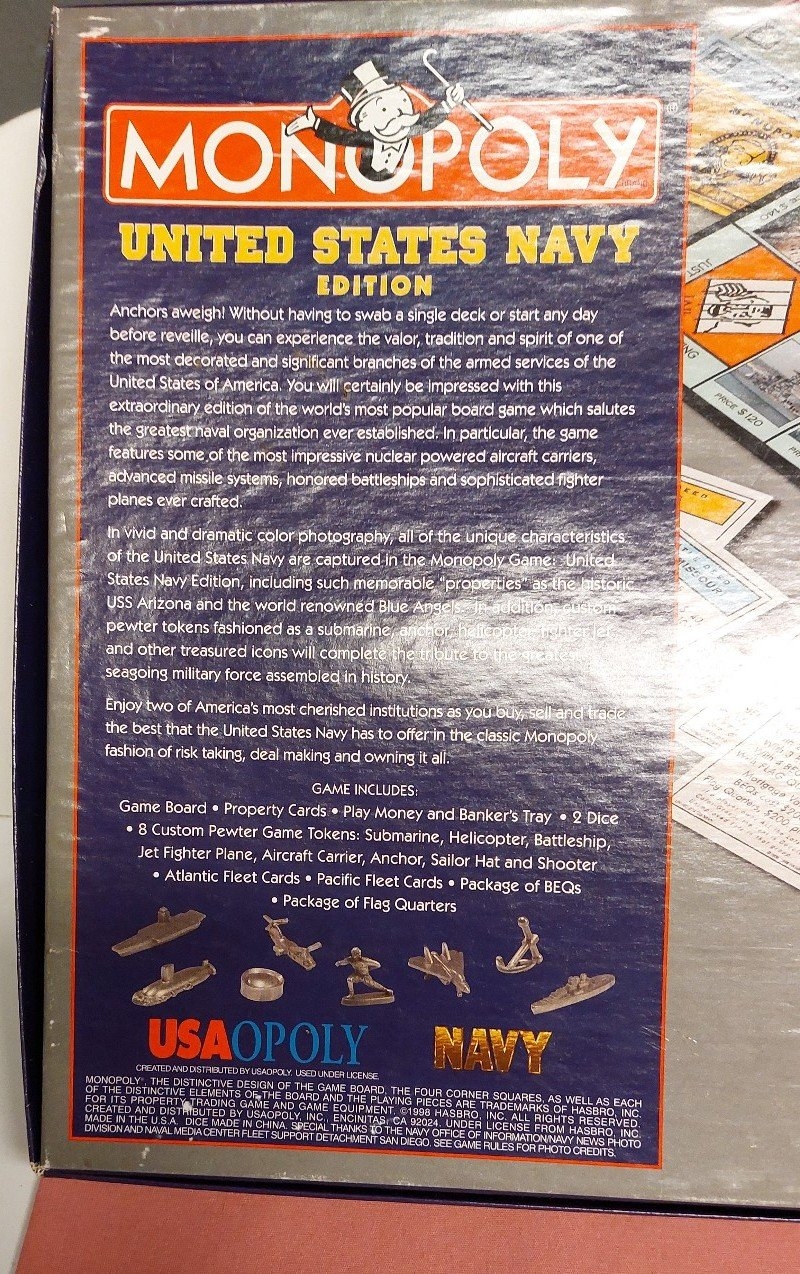 MONOPOLY
UNITED STATES NAVY
EDITION
Anchors aweigh! Without having to swab a single deck or start any day
before reveille, you can experience the valor, tradition and spirit of one of
the most decorated and significant branches of the armed services of the
United States of America. You will certainly be impressed with this
extraordinary edition of the world's most popular board game which salutes
the greatest naval organization ever established. In particular, the game
features some of the most impressive nuclear powered aircraft carriers,
advanced missile systems, honored battleships and sophisticated fighter
planes ever crafted.
In vivid and dramatic color photography, all of the unique characteristics
of the United States Navy are captured in the Monopoly Game: United
States Navy Edition, including such memorable "properties" as the historic
USS Arizona and the world renowned Blue Angels. In addition, custom
pewter tokens fashioned as a submarine, anchor, helicopter, fighter jet
and other treasured icons will complete the tribute to the greatest
seagoing military force assembled in history.
Enjoy two of America's most cherished institutions as you buy, sell and trade
the best that the United States Navy has to offer in the classic Monopoly
fashion of risk taking, deal making and owning it all.
GAME INCLUDES:
Game Board • Property Cards • Play Money and Banker's Tray • 2 Dice
• 8 Custom Pewter Game Tokens: Submarine, Helicopter, Battleship,
Jet Fighter Plane, Aircraft Carrier, Anchor, Sailor Hat and Shooter
• Atlantic Fleet Cards • Pacific Fleet Cards • Package of BEQs
• Package of Flag Quarters
USAOPOLY
NAVY
CREATED AND DISTRIBUTED BY USAOPOLY. USED UNDER LICENSE.
MONOPOLY®, THE DISTINCTIVE DESIGN OF THE GAME BOARD, THE FOUR CORNER SQUARES, AS WELL AS EACH
OF THE DISTINCTIVE ELEMENTS OF THE BOARD AND THE PLAYING PIECES ARE TRADEMARKS OF HASBRO, INC.
FOR ITS PROPERTY TRADING GAME AND GAME EQUIPMENT. ©1998 HASBRO, INC. ALL RIGHTS RESERVED.
CREATED AND DISTRIBUTED BY USAOPOLY, INC., ENCINITAS, CA 92024. UNDER LICENSE FROM HASBRO, INC.
MADE IN THE U.S.A. DICE MADE IN CHINA. SPECIAL THANKS TO THE NAVY OFFICE OF INFORMATION/NAVY NEWS PHOTO
DIVISION AND NAVAL MEDIA CENTER FLEET SUPPORT DETACHMENT SAN DIEGO. SEE GAME RULES FOR PHOTO CREDITS.
JUST
PRICE $120